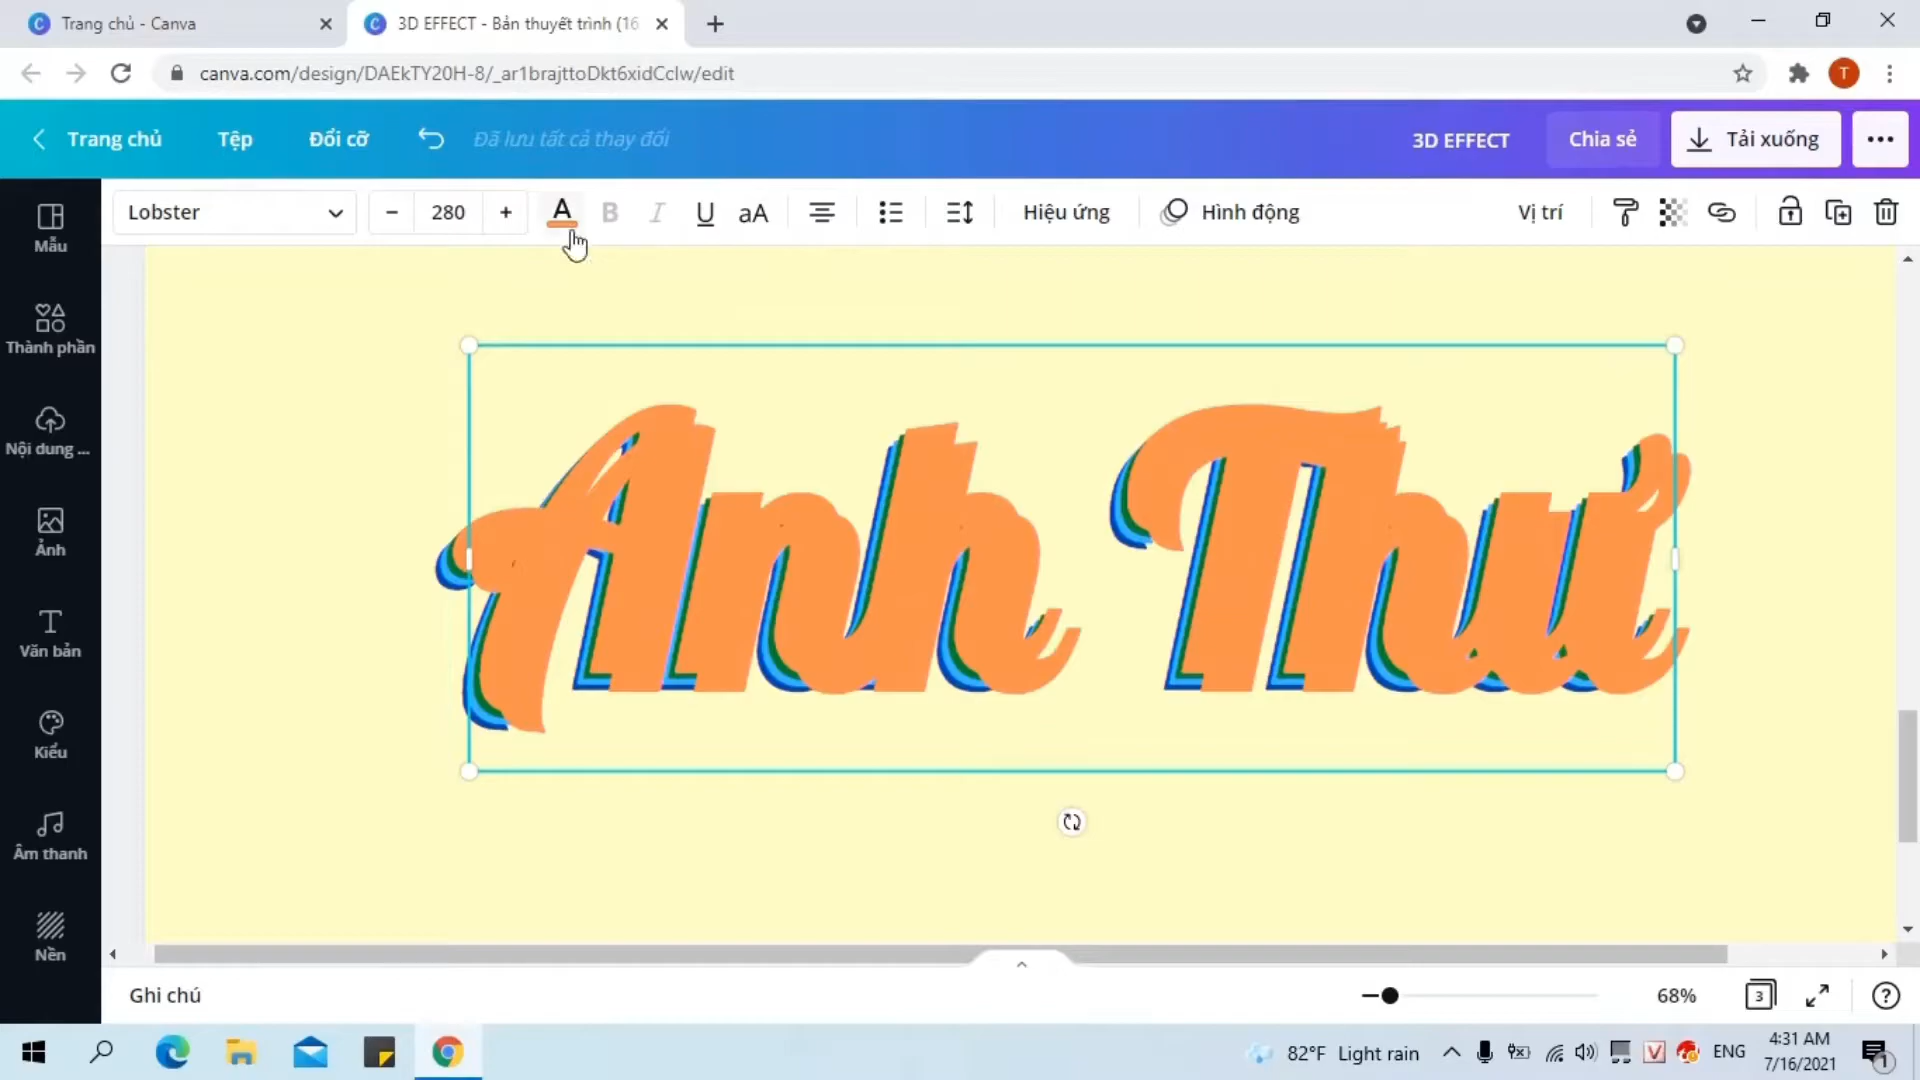 Trang chủ - Canva
3D EFFECT - Bản thuyết trình (16
canva.com/design/DAEkTY20H-8/_ar1brajttoDkt6xidCclw/edit
T
Trang chủ
Tệp
Đổi cỡ
Đã lưu tất cả thay đổi
3D EFFECT
Chia sẻ
Tải xuống
Lobster
280
A
B
I
U
aA
Hiệu ứng
Hình động
Vị trí
Mẫu
Thành phần
Nội dung ...
Ảnh
Văn bản
Kiểu
Âm thanh
Nền
Anh Thư
Ghi chú
68%
3
82°F Light rain
ENG
4:31 AM
7/16/2021
1